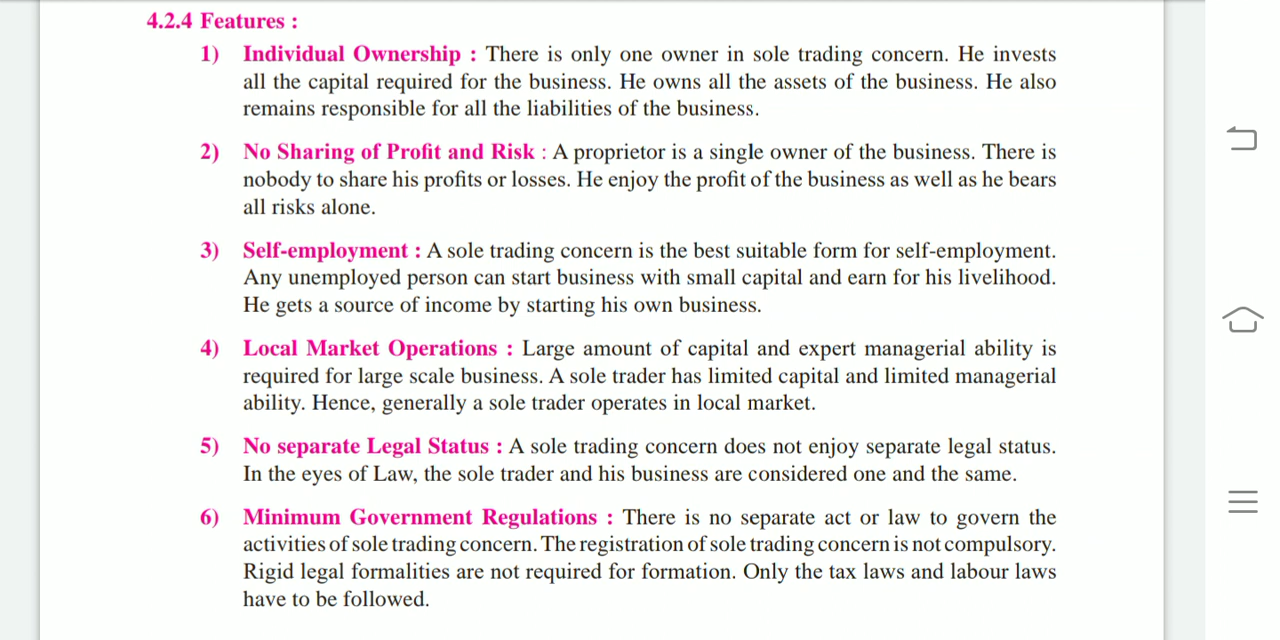 4.2.4 Features :
1) Individual Ownership : There is only one owner in sole trading concern. He invests
all the capital required for the business. He owns all the assets of the business. He also
remains responsible for all the liabilities of the business.
2) No Sharing of Profit and Risk : A proprietor is a single owner of the business. There is
nobody to share his profits or losses. He enjoy the profit of the business as well as he bears
all risks alone.
3) Self-employment : A sole trading concern is the best suitable form for self-employment.
Any unemployed person can start business with small capital and earn for his livelihood.
He gets a source of income by starting his own business.
4) Local Market Operations : Large amount of capital and expert managerial ability is
required for large scale business. A sole trader has limited capital and limited managerial
ability. Hence, generally a sole trader operates in local market.
5) No separate Legal Status : A sole trading concern does not enjoy separate legal status.
In the eyes of Law, the sole trader and his business are considered one and the same.
6) Minimum Government Regulations : There is no separate act or law to govern the
activities of sole trading concern. The registration of sole trading concern is not compulsory.
Rigid legal formalities are not required for formation. Only the tax laws and labour laws
have to be followed.